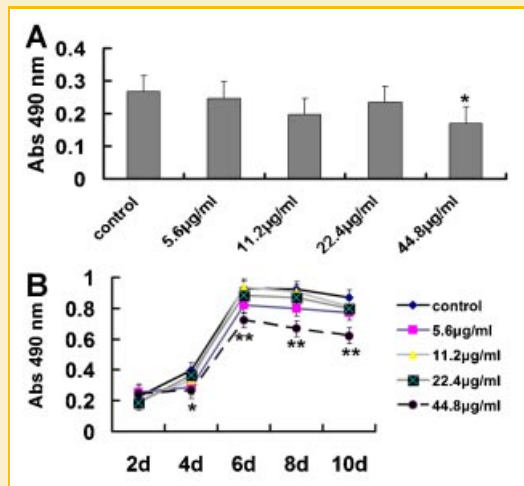 A
Abs 490 nm
0.4
0.3
0.2
0.1
0
*
control
5.6µg/ml
11.2µg/ml
22.4µg/ml
44.8µg/ml
B
Abs 490 nm
1
0.8
0.6
0.4
0.2
0
*
**
**
**
2d
4d
6d
8d
10d
control
5.6µg/ml
11.2µg/ml
22.4µg/ml
44.8µg/ml